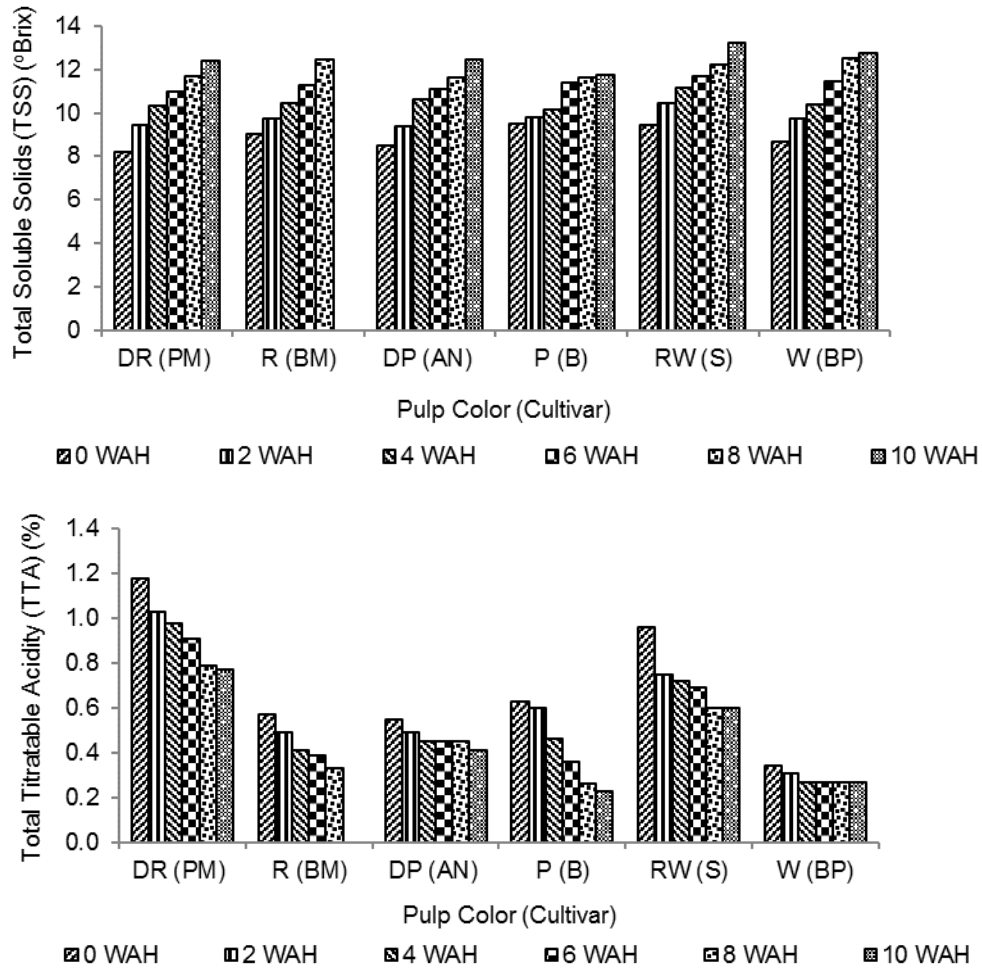 Total Soluble Solids (TSS) (ºBrix)
14
12
10
8
6
4
2
0
DR (PM) R (BM) DP (AN) P (B) RW (S) W (BP)
Pulp Color (Cultivar)
0 WAH 2 WAH 4 WAH 6 WAH 8 WAH 10 WAH
Total Titratable Acidity (TTA) (%)
1.4
1.2
1.0
0.8
0.6
0.4
0.2
0.0
DR (PM) R (BM) DP (AN) P (B) RW (S) W (BP)
Pulp Color (Cultivar)
0 WAH 2 WAH 4 WAH 6 WAH 8 WAH 10 WAH